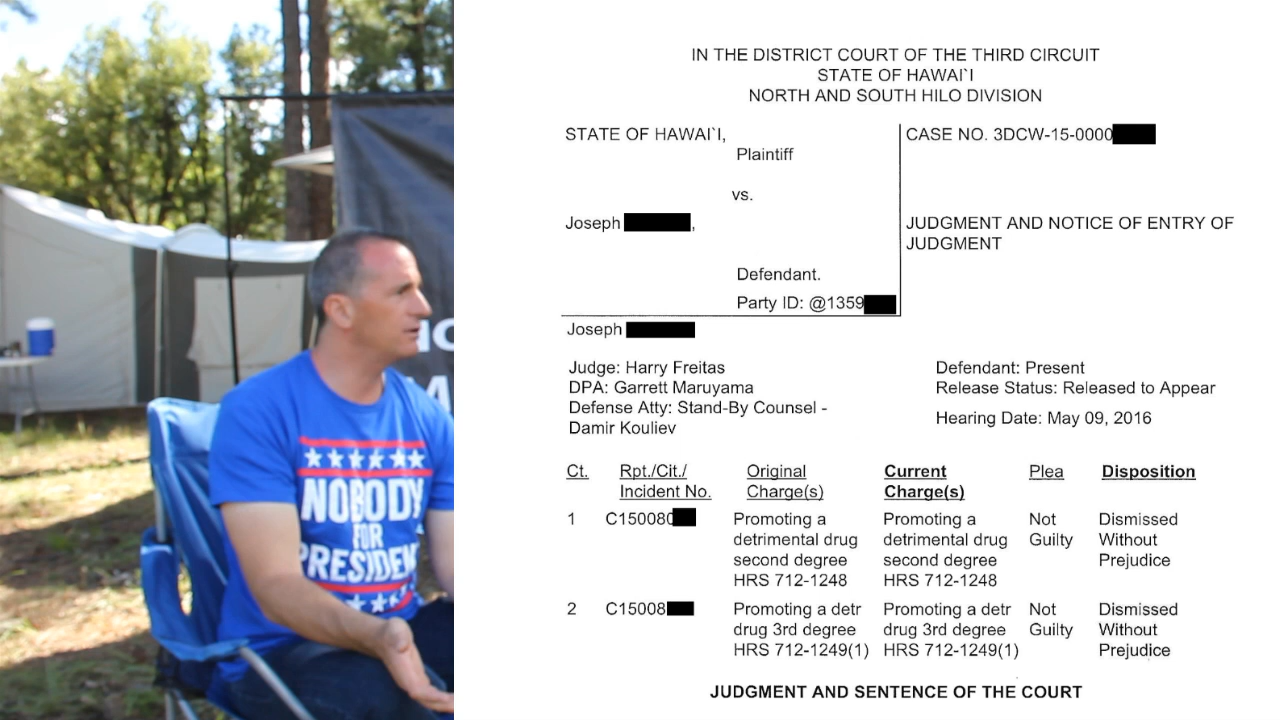 NOBODY
FOR
PRESIDENT
IN THE DISTRICT COURT OF THE THIRD CIRCUIT
STATE OF HAWAI`I
NORTH AND SOUTH HILO DIVISION
STATE OF HAWAI`I,
Plaintiff
vs.
Joseph ,
Defendant.
Party ID: @1359
CASE NO. 3DCW-15-0000
JUDGMENT AND NOTICE OF ENTRY OF
JUDGMENT
Joseph
Judge: Harry Freitas
DPA: Garrett Maruyama
Defense Atty: Stand-By Counsel -
Damir Kouliev
Defendant: Present
Release Status: Released to Appear
Hearing Date: May 09, 2016
Ct. Rpt./Cit./ Original Current Plea Disposition
Incident No. Charge(s) Charge(s)
1 C150080 Promoting a Promoting a Not Dismissed
detrimental drug detrimental drug Guilty Without
second degree second degree Prejudice
HRS 712-1248 HRS 712-1248
2 C15008 Promoting a detr Promoting a detr Not Dismissed
drug 3rd degree drug 3rd degree Guilty Without
HRS 712-1249(1) HRS 712-1249(1) Prejudice
JUDGMENT AND SENTENCE OF THE COURT